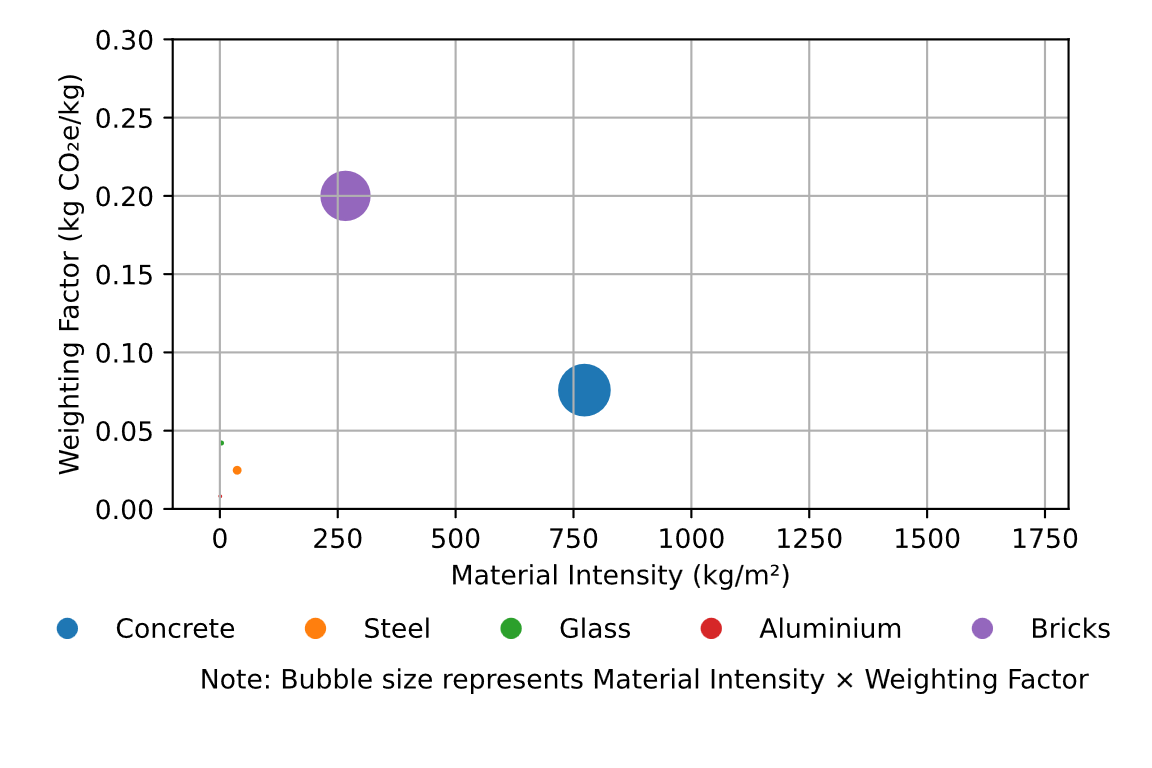 0.30
0.25
0.20
0.15
0.10
0.05
0.00
Weighting Factor (kg CO₂e/kg)
0 250 500 750 1000 1250 1500 1750
Material Intensity (kg/m²)
Concrete Steel Glass Aluminium Bricks
Note: Bubble size represents Material Intensity × Weighting Factor